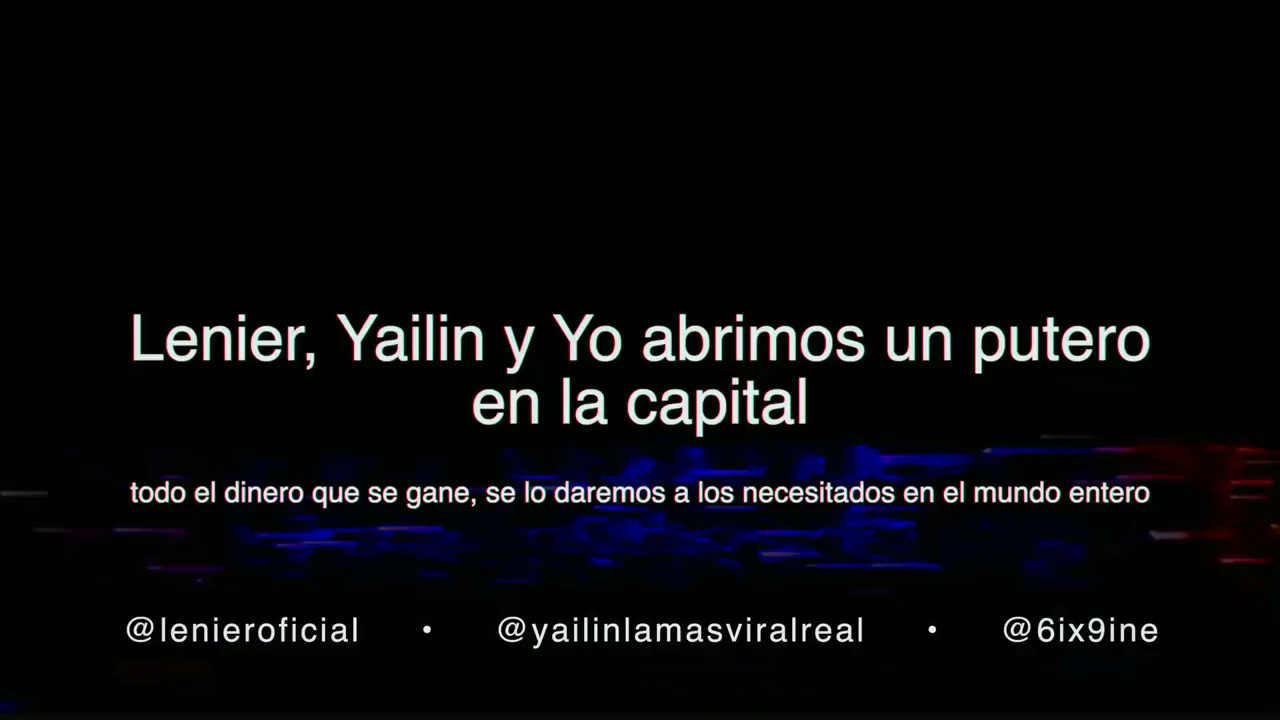 Lenier, Yailin y Yo abrimos un putero
en la capital
todo el dinero que se gane, se lo daremos a los necesitados en el mundo entero
@lenieroficial • @yailinlamasviralreal • @6ix9ine